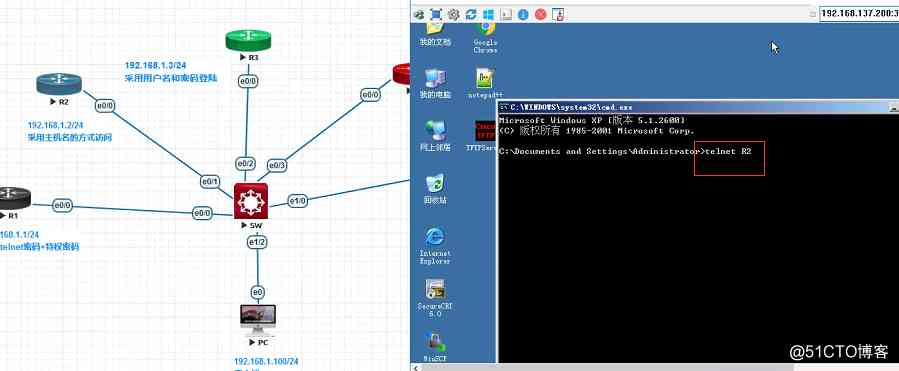 R3
192.168.1.3/24
采用用户名和密码登陆
e0/0
R2
e0/0
e0/0
192.168.1.2/24
采用主机名的方式访问
e0/2
e0/3
e0/1
R1
e0/0
e0/0
e1/0
SW
e1/2
168.1.1/24
telnet密码+特权密码
e0
PC
192.168.1.100/24
192.168.137.200:3
我的文档
Google
Chrome
我的电脑
notepad++
网上邻居
TFTPServ
回收站
Internet
Explorer
SecureCRT
6.0
WinSCP
C:\WINDOWS\system32\cmd.exe
Microsoft Windows XP [版本 5.1.2600]
(C) 版权所有 1985-2001 Microsoft Corp.
C:\Documents and Settings\Administrator>telnet R2
@51CTO博客